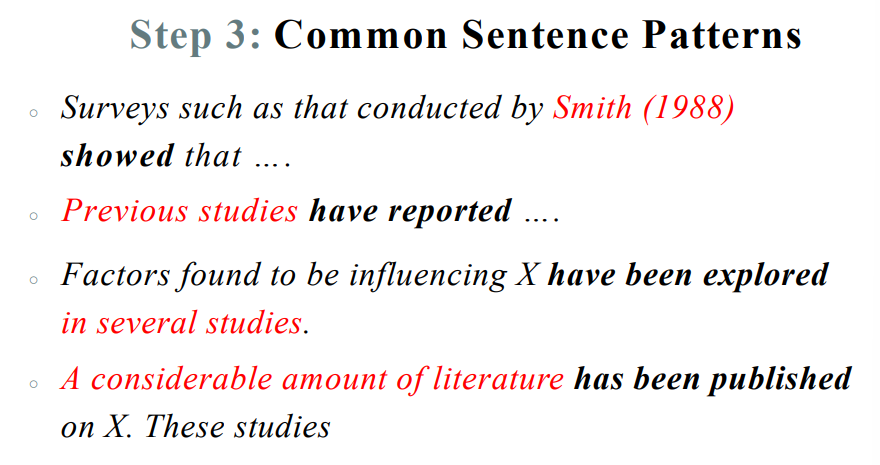 Step 3: Common Sentence Patterns
Surveys such as that conducted by Smith (1988)
showed that ….
Previous studies have reported ….
Factors found to be influencing X have been explored
in several studies.
A considerable amount of literature has been published
on X. These studies